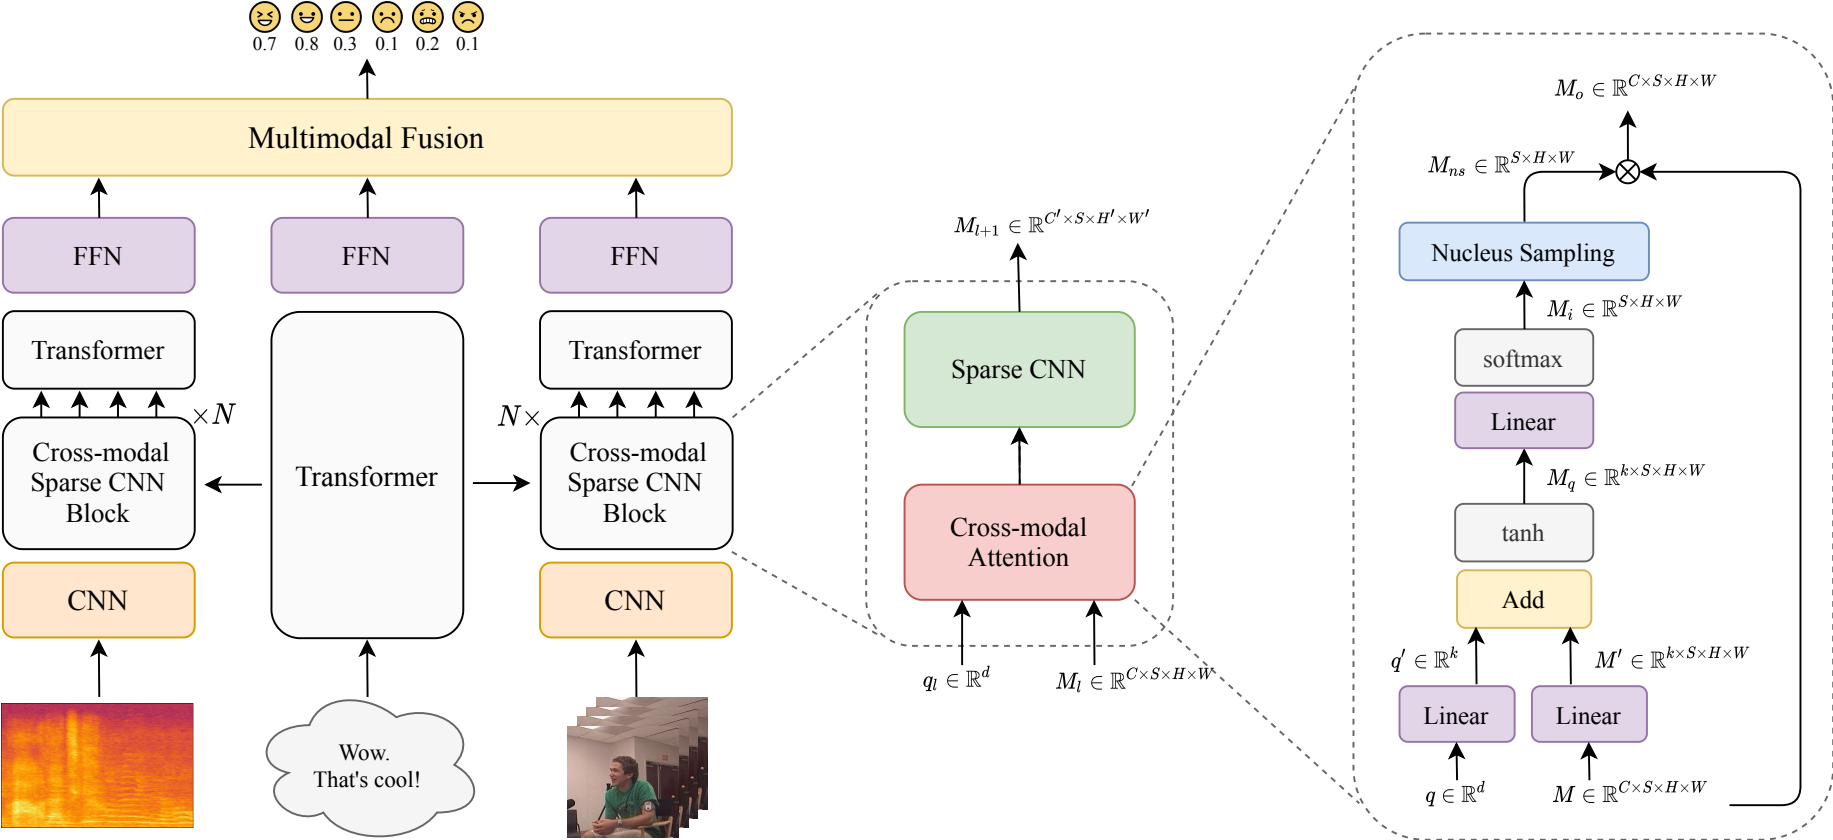 0.7 0.8 0.3 0.1 0.2 0.1
Multimodal Fusion
FFN FFN FFN
Transformer
Transformer
×N
N×
Cross-modal
Sparse CNN
Block
Transformer
Cross-modal
Sparse CNN
Block
CNN
CNN
Wow.
That's cool!
M_{l+1} ∈ ℝ^{C′×S×H′×W′}
Sparse CNN
Cross-modal
Attention
q_l ∈ ℝ^d
M_l ∈ ℝ^{C×S×H×W}
M_o ∈ ℝ^{C×S×H×W}
M_{ns} ∈ ℝ^{S×H×W}
Nucleus Sampling
M_i ∈ ℝ^{S×H×W}
softmax
Linear
M_q ∈ ℝ^{k×S×H×W}
tanh
Add
q′ ∈ ℝ^k
M′ ∈ ℝ^{k×S×H×W}
Linear
Linear
q ∈ ℝ^d
M ∈ ℝ^{C×S×H×W}